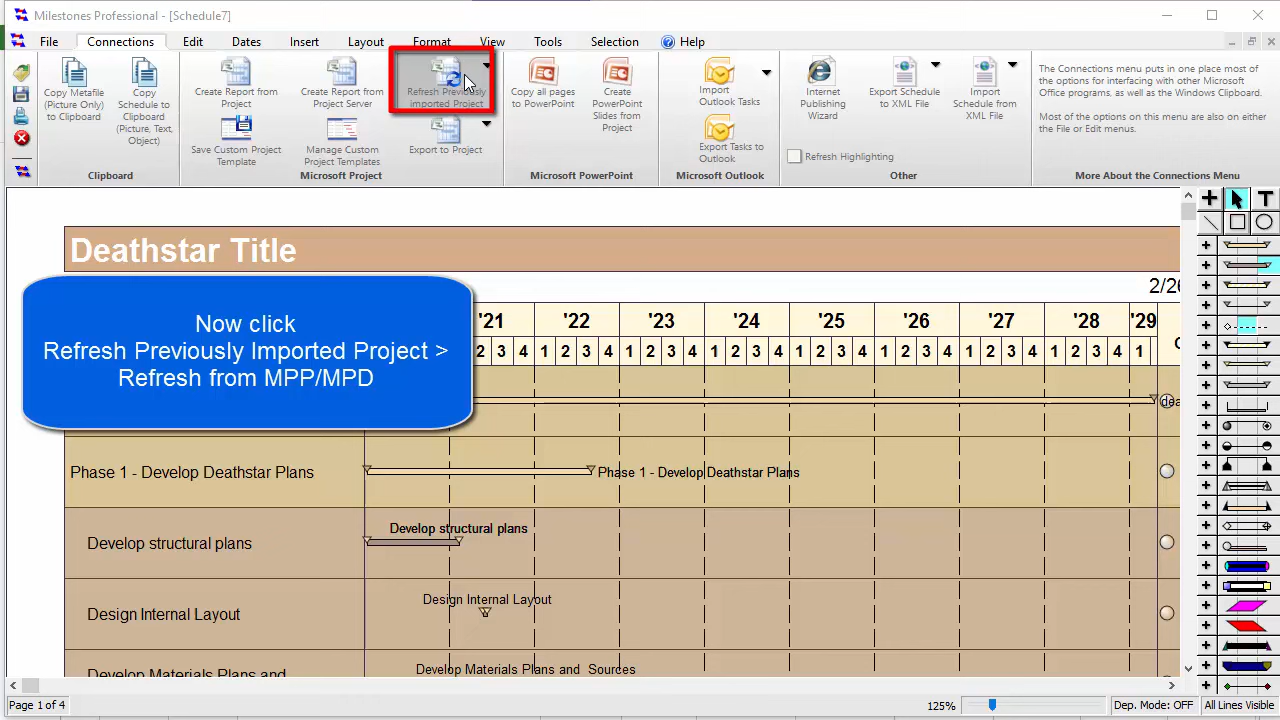 Milestones Professional - [Schedule7]
File Connections Edit Dates Insert Layout Format View Tools Selection Help
Copy Metafile
(Picture Only)
to Clipboard
Copy
Schedule to
Clipboard
(Picture, Text,
Object)
Clipboard
Create Report from
Project
Create Report from
Project Server
Refresh Previously
imported Project
Save Custom Project
Template
Manage Custom
Project Templates
Export to Project
Microsoft Project
Copy all pages
to PowerPoint
Create
PowerPoint
Slides from
Project
Microsoft PowerPoint
Import
Outlook Tasks
Export Tasks to
Outlook
Microsoft Outlook
Internet
Publishing
Wizard
Export Schedule
to XML File
Import
Schedule from
XML File
Refresh Highlighting
Other
The Connections menu puts in one place most of
the options for interfacing with other Microsoft
Office programs, as well as the Windows Clipboard.
Most of the options of this menu are also on either
the File or Edit menus.
More About the Connections Menu
Deathstar Title
Now click
Refresh Previously Imported Project >
Refresh from MPP/MPD
'21 '22 '23 '24 '25 '26 '27 '28 '29
2 3 4 1 2 3 4 1 2 3 4 1 2 3 4 1 2 3 4 1 2 3 4 1 2 3 4 1 2 3 4 1
Phase 1 - Develop Deathstar Plans
Phase 1 - Develop Deathstar Plans
Develop structural plans
Develop structural plans
Design Internal Layout
Design Internal Layout
Develop Materials Plans and
Develop Materials Plans and Sources
Page 1 of 4
125%
Dep. Mode: OFF
All Lines Visible